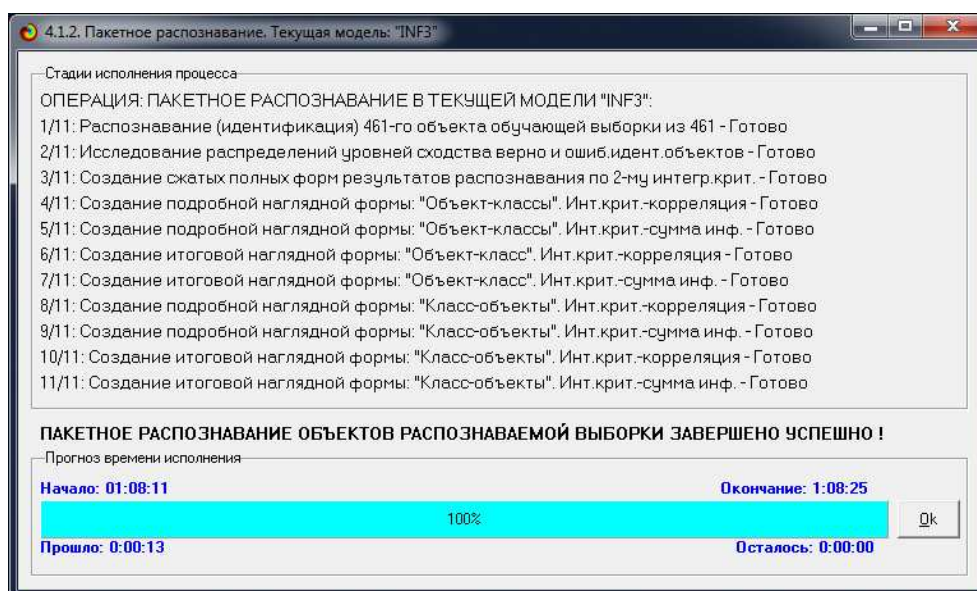 4.1.2. Пакетное распознавание. Текущая модель: "INF3"
Стадии исполнения процесса
ОПЕРАЦИЯ: ПАКЕТНОЕ РАСПОЗНАВАНИЕ В ТЕКУЩЕЙ МОДЕЛИ "INF3":
1/11: Распознавание (идентификация) 461-го объекта обучающей выборки из 461 - Готово
2/11: Исследование распределений уровней сходства верно и ошиб.идент.объектов - Готово
3/11: Создание сжатых полных форм результатов распознавания по 2-му интегр.крит. - Готово
4/11: Создание подробной наглядной формы: "Объект-классы". Инт.крит.-корреляция - Готово
5/11: Создание подробной наглядной формы: "Объект-классы". Инт.крит.-сумма инф. - Готово
6/11: Создание итоговой наглядной формы: "Объект-класс". Инт.крит.-корреляция - Готово
7/11: Создание итоговой наглядной формы: "Объект-класс". Инт.крит.-сумма инф. - Готово
8/11: Создание подробной наглядной формы: "Класс-объекты". Инт.крит.-корреляция - Готово
9/11: Создание подробной наглядной формы: "Класс-объекты". Инт.крит.-сумма инф. - Готово
10/11: Создание итоговой наглядной формы: "Класс-объекты". Инт.крит.-корреляция - Готово
11/11: Создание итоговой наглядной формы: "Класс-объекты". Инт.крит.-сумма инф. - Готово
ПАКЕТНОЕ РАСПОЗНАВАНИЕ ОБЪЕКТОВ РАСПОЗНАВАЕМОЙ ВЫБОРКИ ЗАВЕРШЕНО УСПЕШНО !
Прогноз времени исполнения
Начало: 01:08:11
Окончание: 1:08:25
100%
Ok
Прошло: 0:00:13
Осталось: 0:00:00